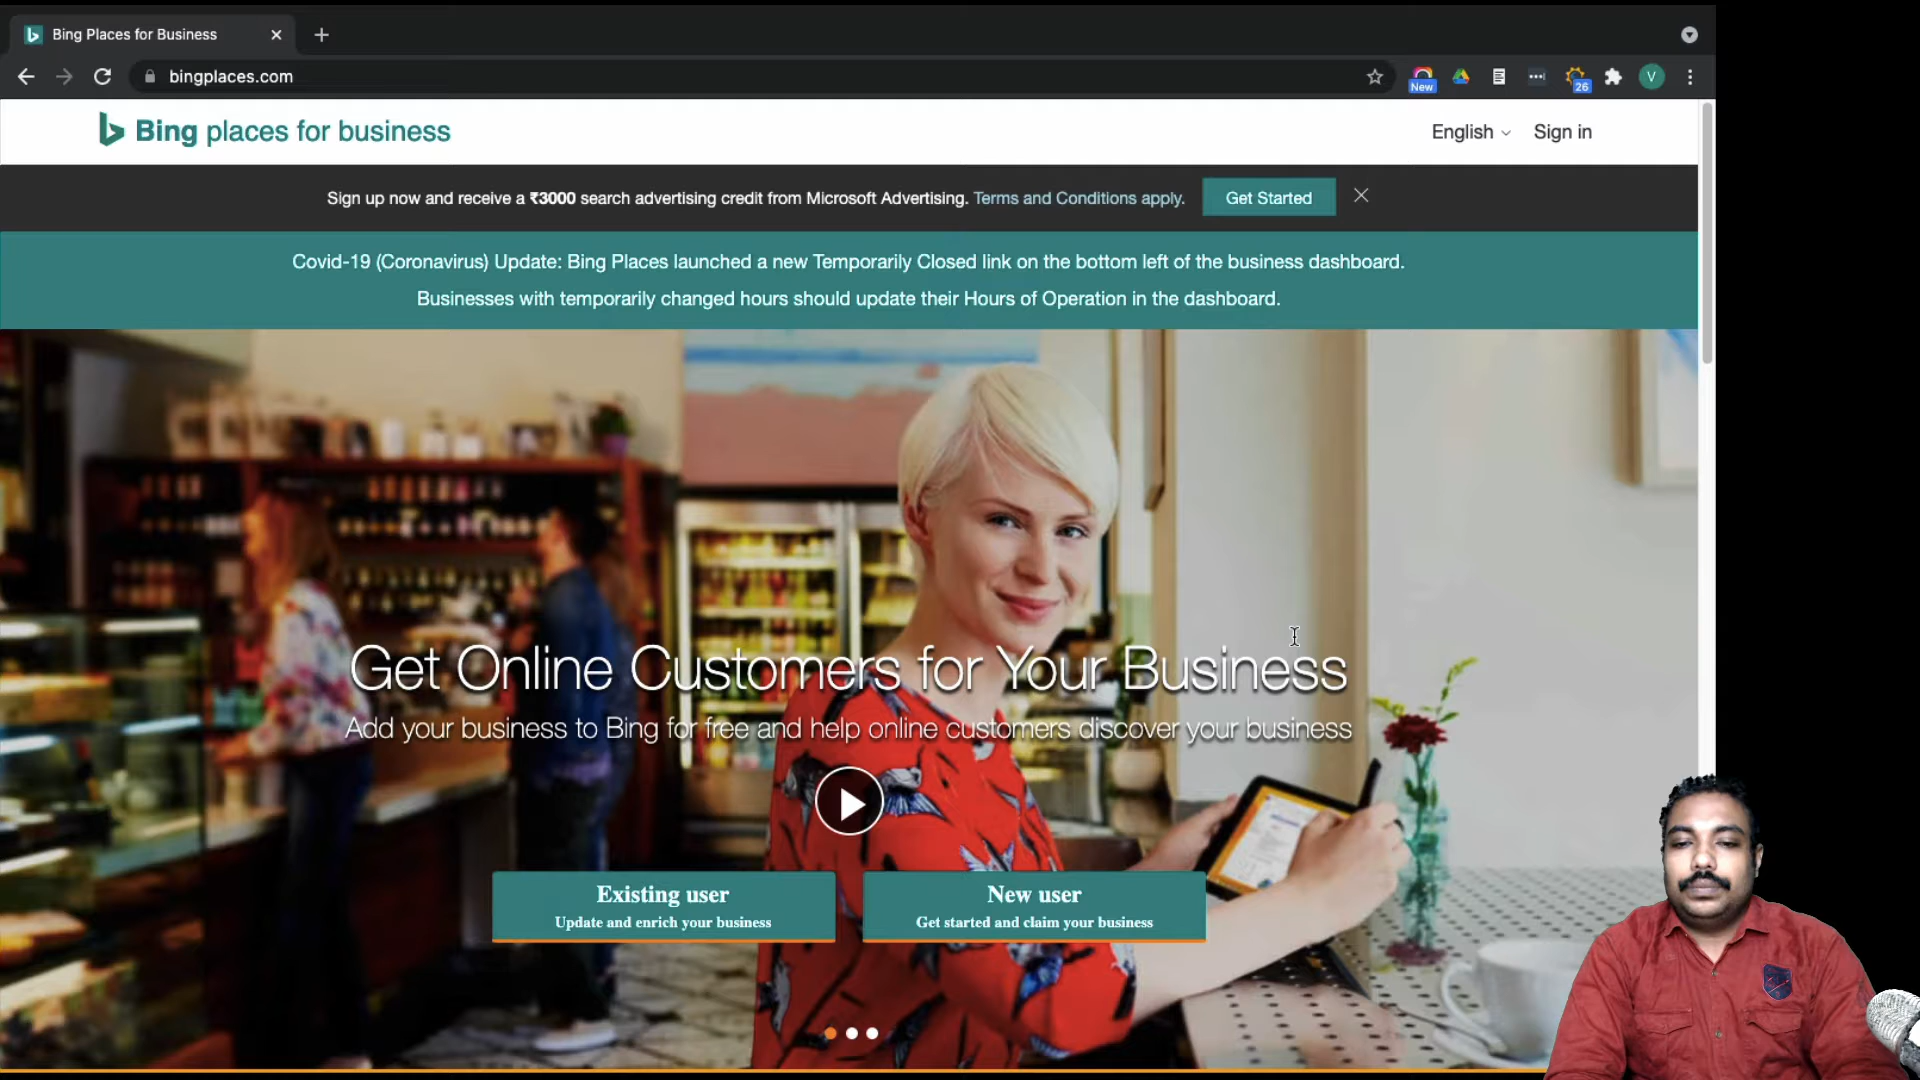 Bing Places for Business
bingplaces.com
New
26
V
Bing places for business
English
Sign in
Sign up now and receive a ₹3000 search advertising credit from Microsoft Advertising. Terms and Conditions apply.
Get Started
Covid-19 (Coronavirus) Update: Bing Places launched a new Temporarily Closed link on the bottom left of the business dashboard.
Businesses with temporarily changed hours should update their Hours of Operation in the dashboard.
Get Online Customers for Your Business
Add your business to Bing for free and help online customers discover your business
Existing user
Update and enrich your business
New user
Get started and claim your business